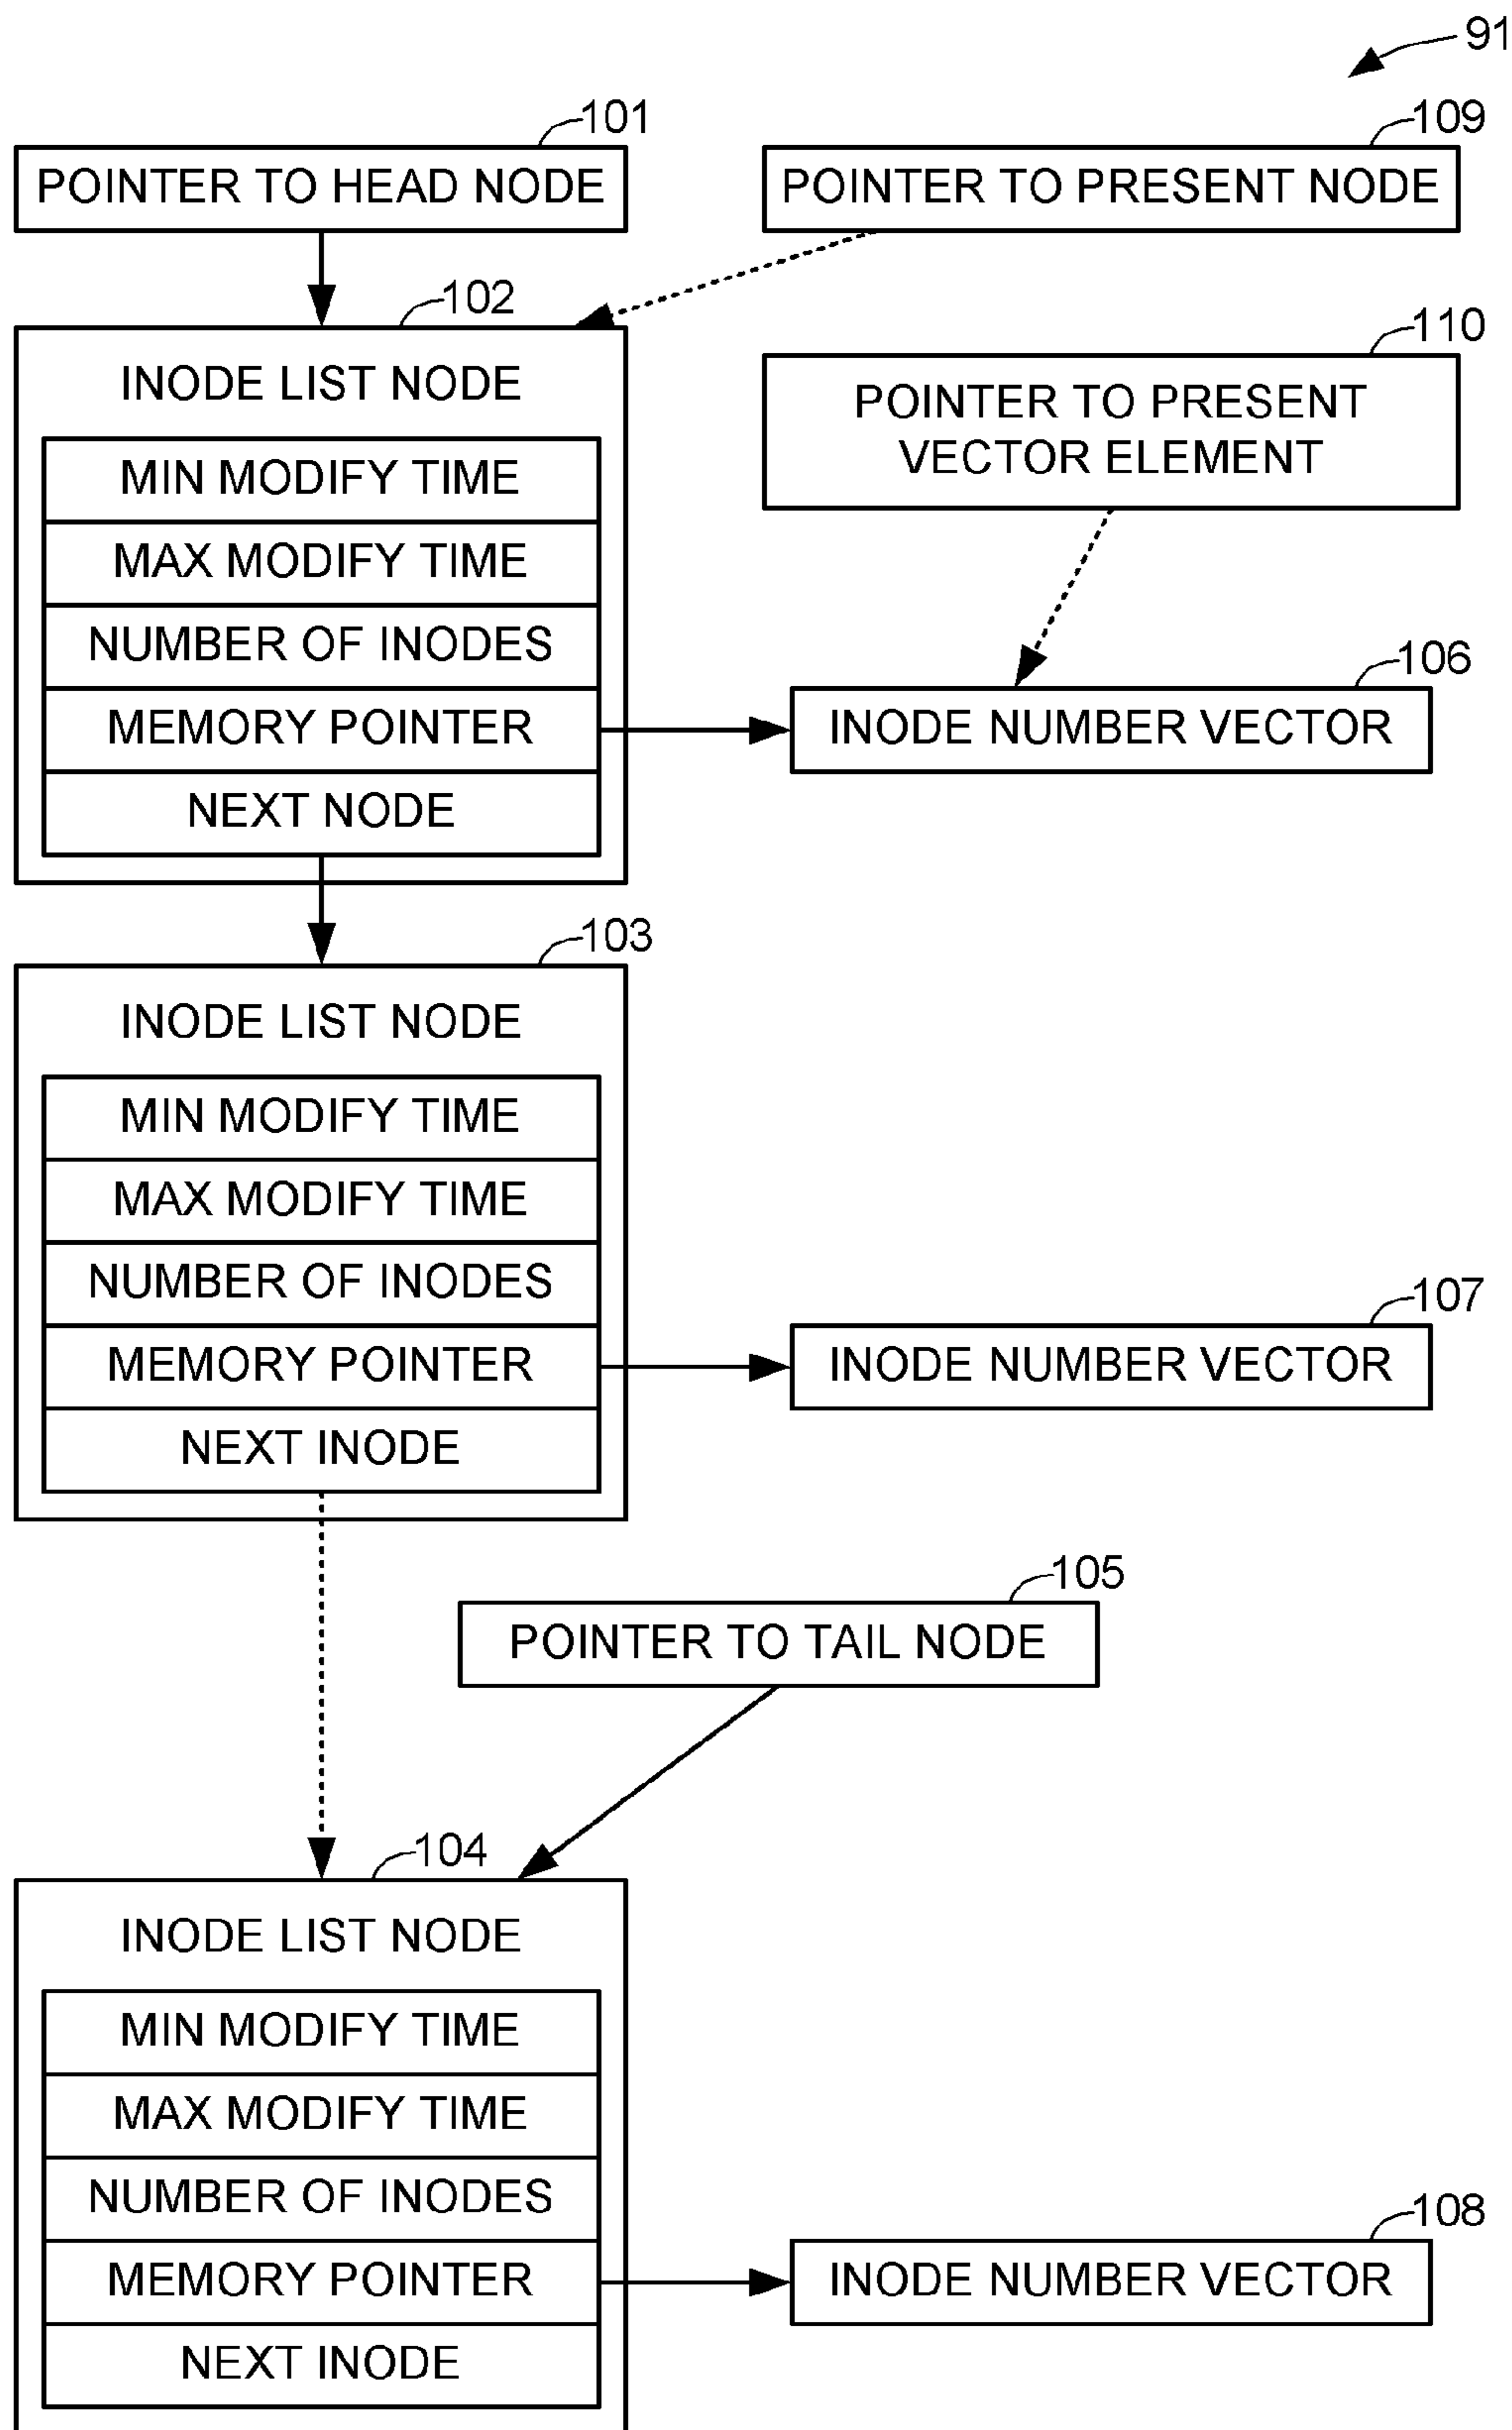 91
101
109
POINTER TO HEAD NODE
POINTER TO PRESENT NODE
102
110
INODE LIST NODE
POINTER TO PRESENT
VECTOR ELEMENT
MIN MODIFY TIME
MAX MODIFY TIME
NUMBER OF INODES
106
MEMORY POINTER
INODE NUMBER VECTOR
NEXT NODE
103
INODE LIST NODE
MIN MODIFY TIME
MAX MODIFY TIME
NUMBER OF INODES
107
MEMORY POINTER
INODE NUMBER VECTOR
NEXT INODE
105
POINTER TO TAIL NODE
104
INODE LIST NODE
MIN MODIFY TIME
MAX MODIFY TIME
NUMBER OF INODES
108
MEMORY POINTER
INODE NUMBER VECTOR
NEXT INODE